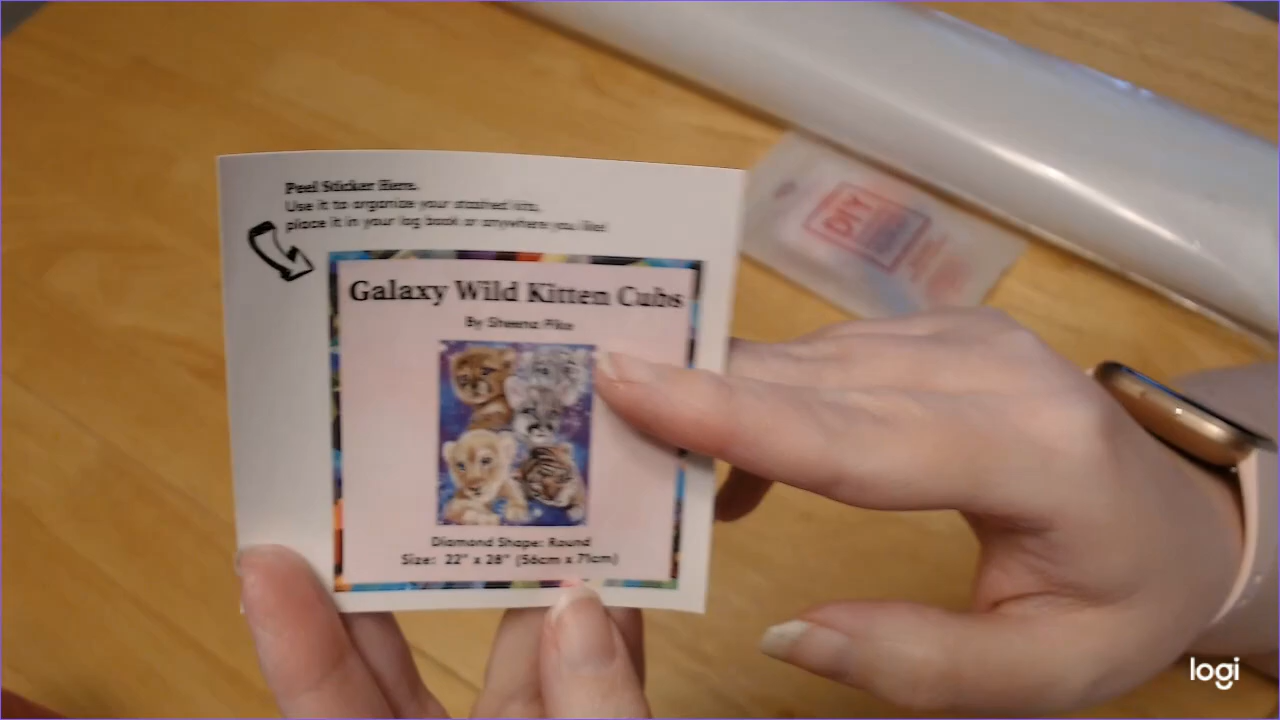 Peel Sticker Here.
Use it to organize your stashed kits,
place it in your log book or anywhere you like!
Galaxy Wild Kitten Cubs
By Sheena Pike
Diamond Shape: Round
Size: 22" x 28" (56cm x 71cm)
DIY
logi